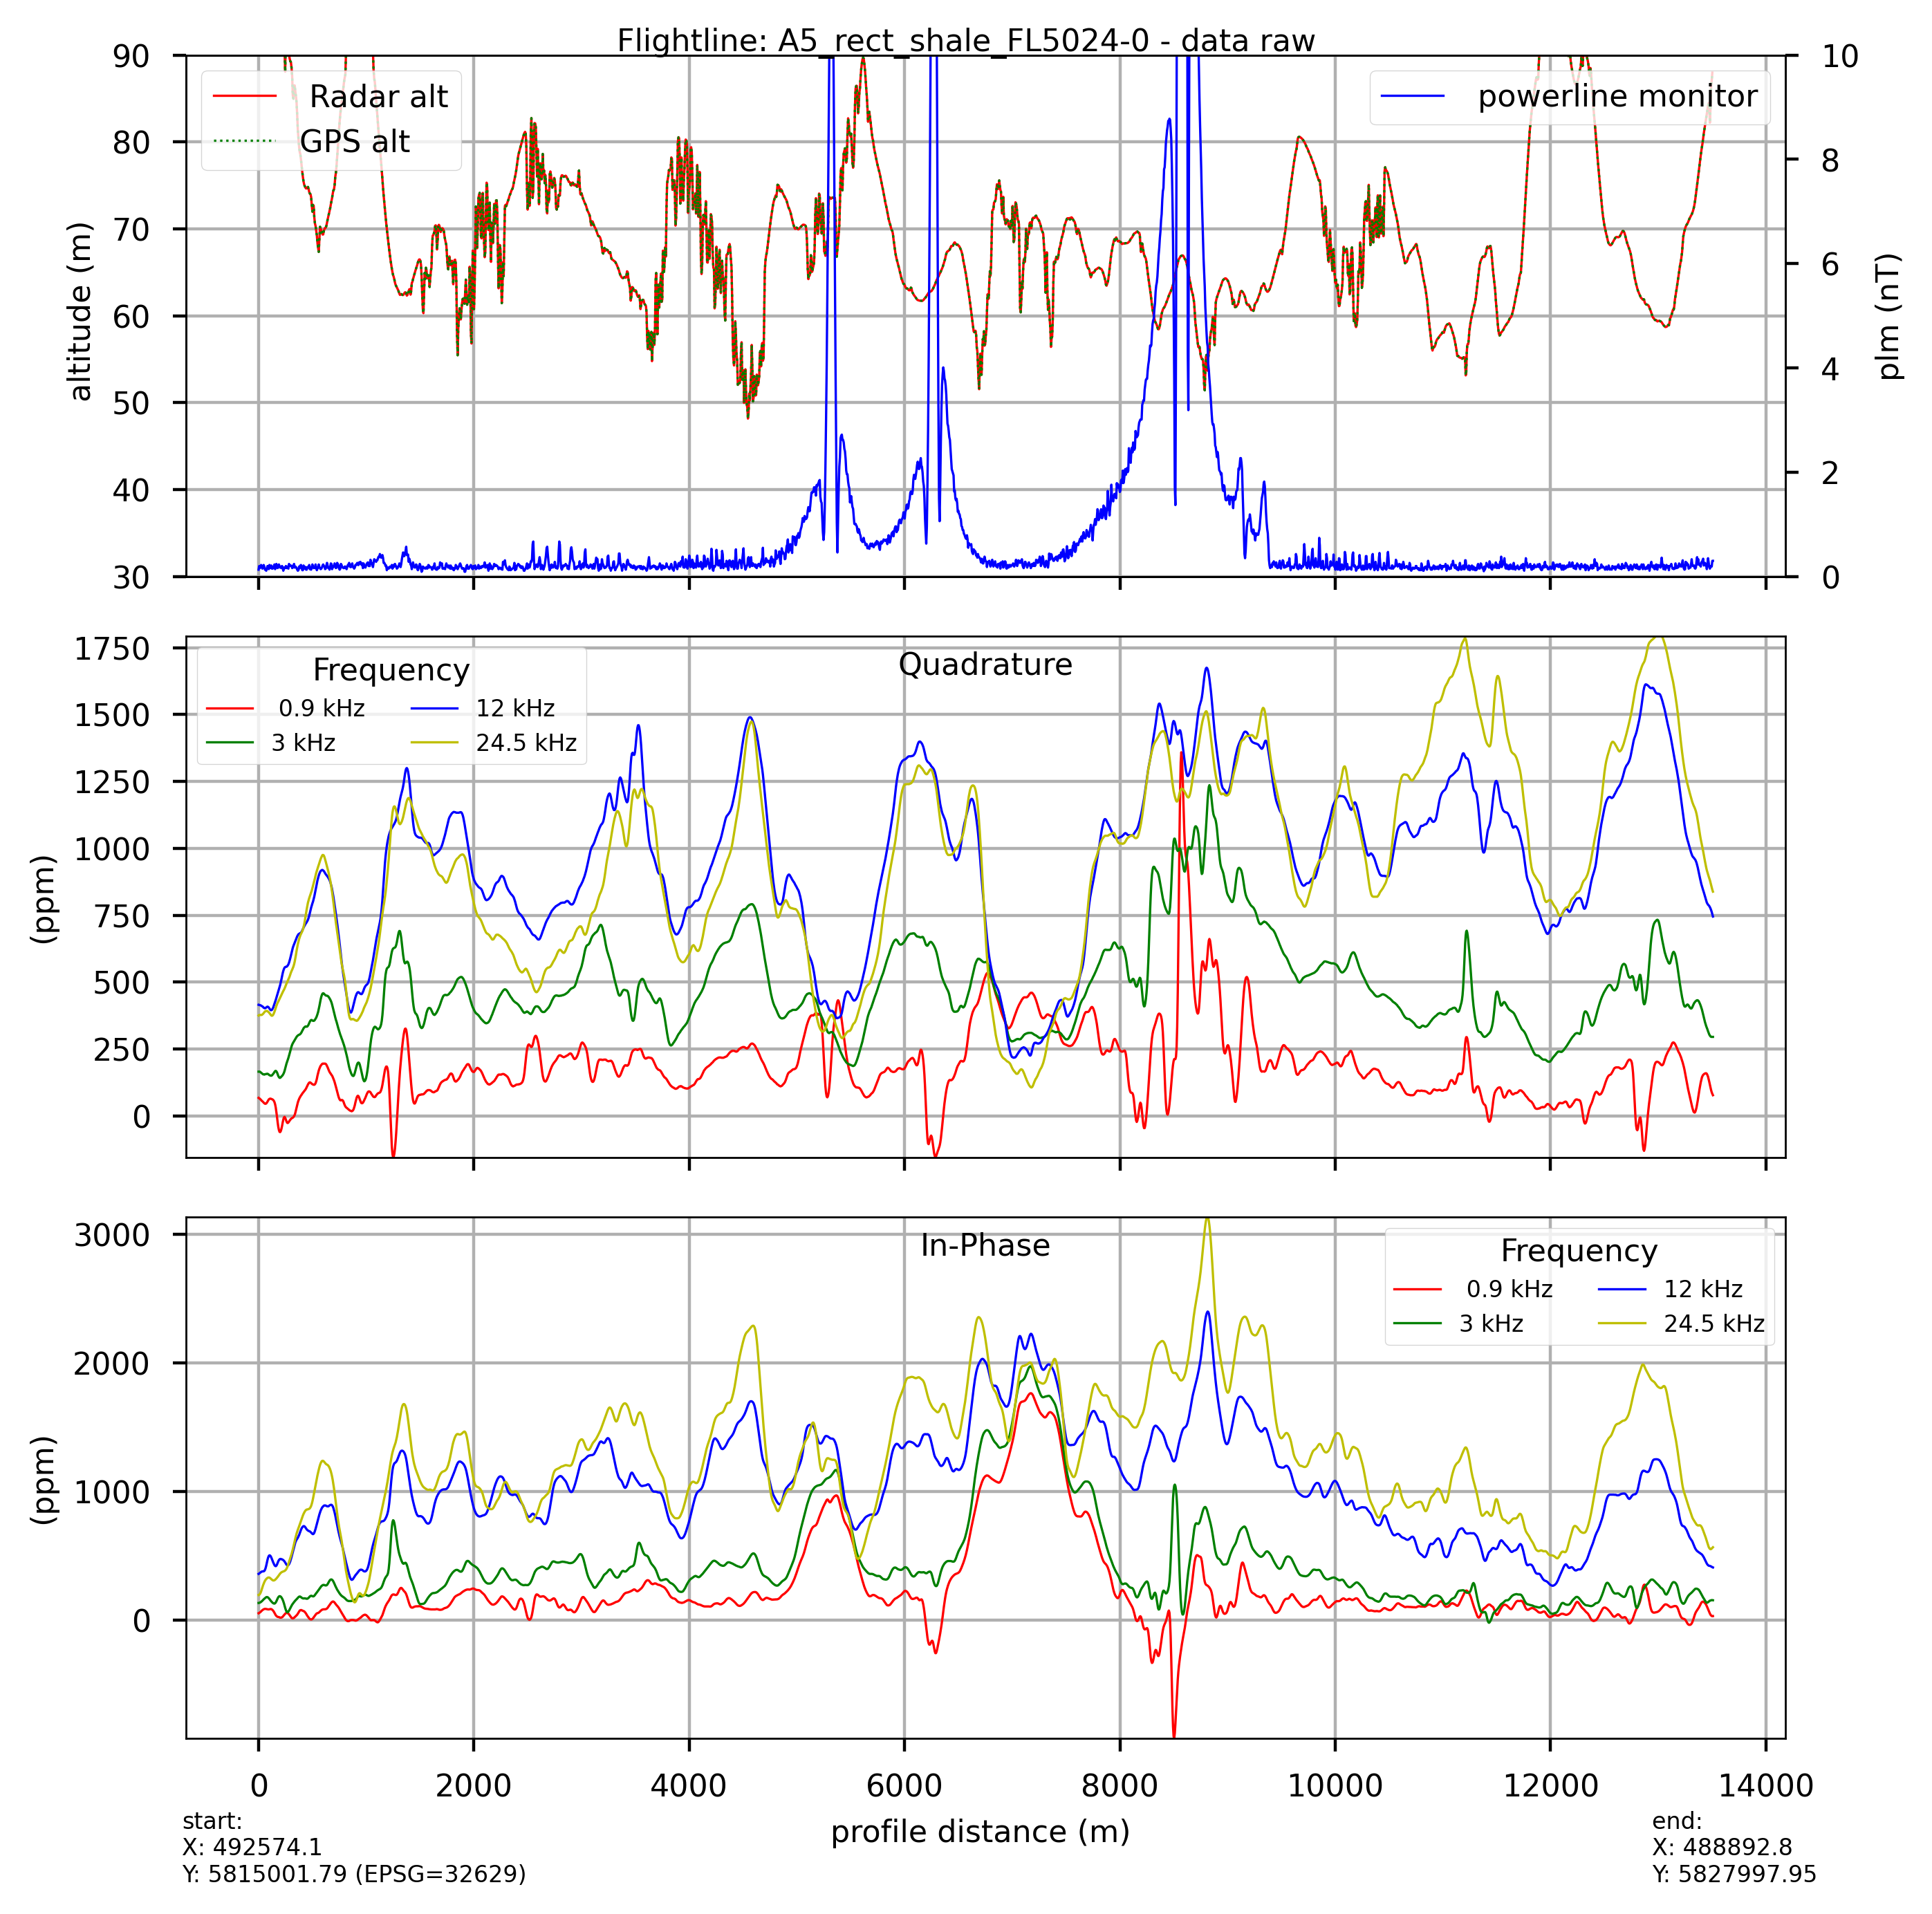 Flightline: A5_rect_shale_FL5024-0 - data raw
90
80
70
60
50
40
30
altitude (m)
Radar alt
GPS alt
powerline monitor
10
8
6
4
2
0
plm (nT)
Quadrature
1750
1500
1250
1000
750
500
250
0
(ppm)
Frequency
0.9 kHz
3 kHz
12 kHz
24.5 kHz
In-Phase
3000
2000
1000
0
(ppm)
Frequency
0.9 kHz
3 kHz
12 kHz
24.5 kHz
0 2000 4000 6000 8000 10000 12000 14000
profile distance (m)
start:
X: 492574.1
Y: 5815001.79 (EPSG=32629)
end:
X: 488892.8
Y: 5827997.95